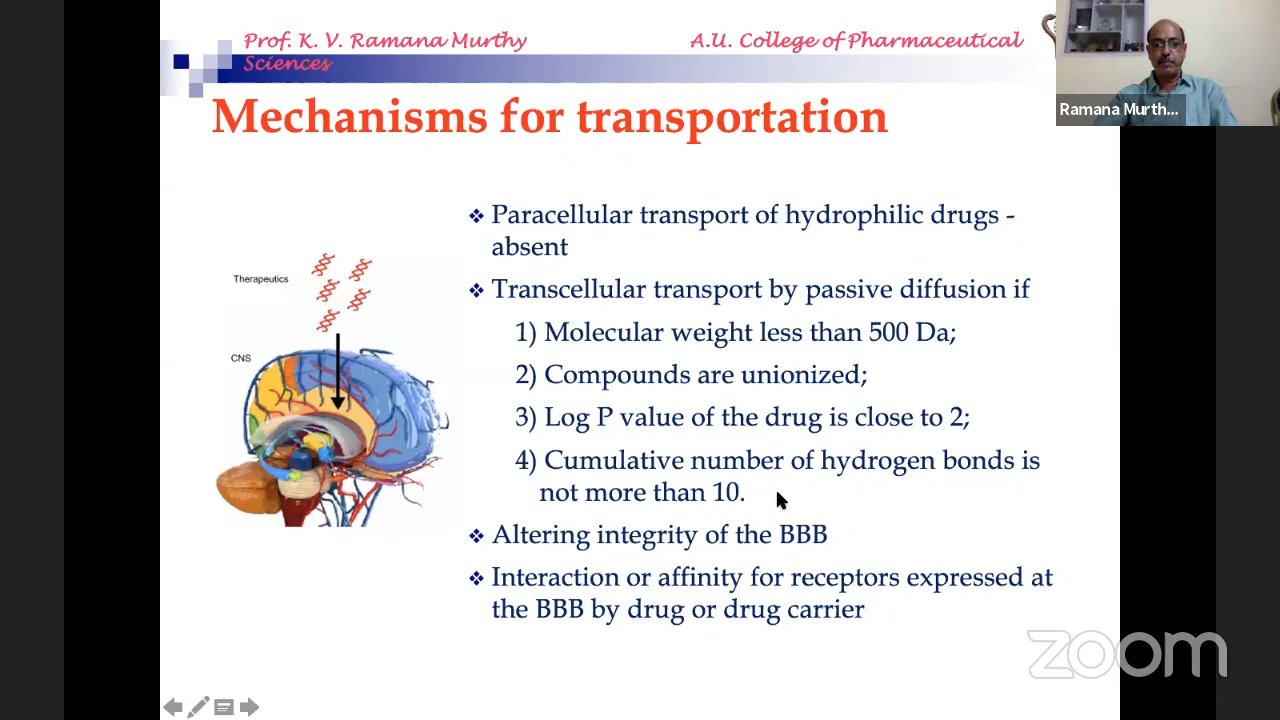 Prof. K. V. Ramana Murthy A.U. College of Pharmaceutical
Sciences
Ramana Murth...
Mechanisms for transportation
❖ Paracellular transport of hydrophilic drugs -
absent
❖ Transcellular transport by passive diffusion if
1) Molecular weight less than 500 Da;
2) Compounds are unionized;
3) Log P value of the drug is close to 2;
4) Cumulative number of hydrogen bonds is
not more than 10.
❖ Altering integrity of the BBB
❖ Interaction or affinity for receptors expressed at
the BBB by drug or drug carrier
Therapeutics
CNS
zoom